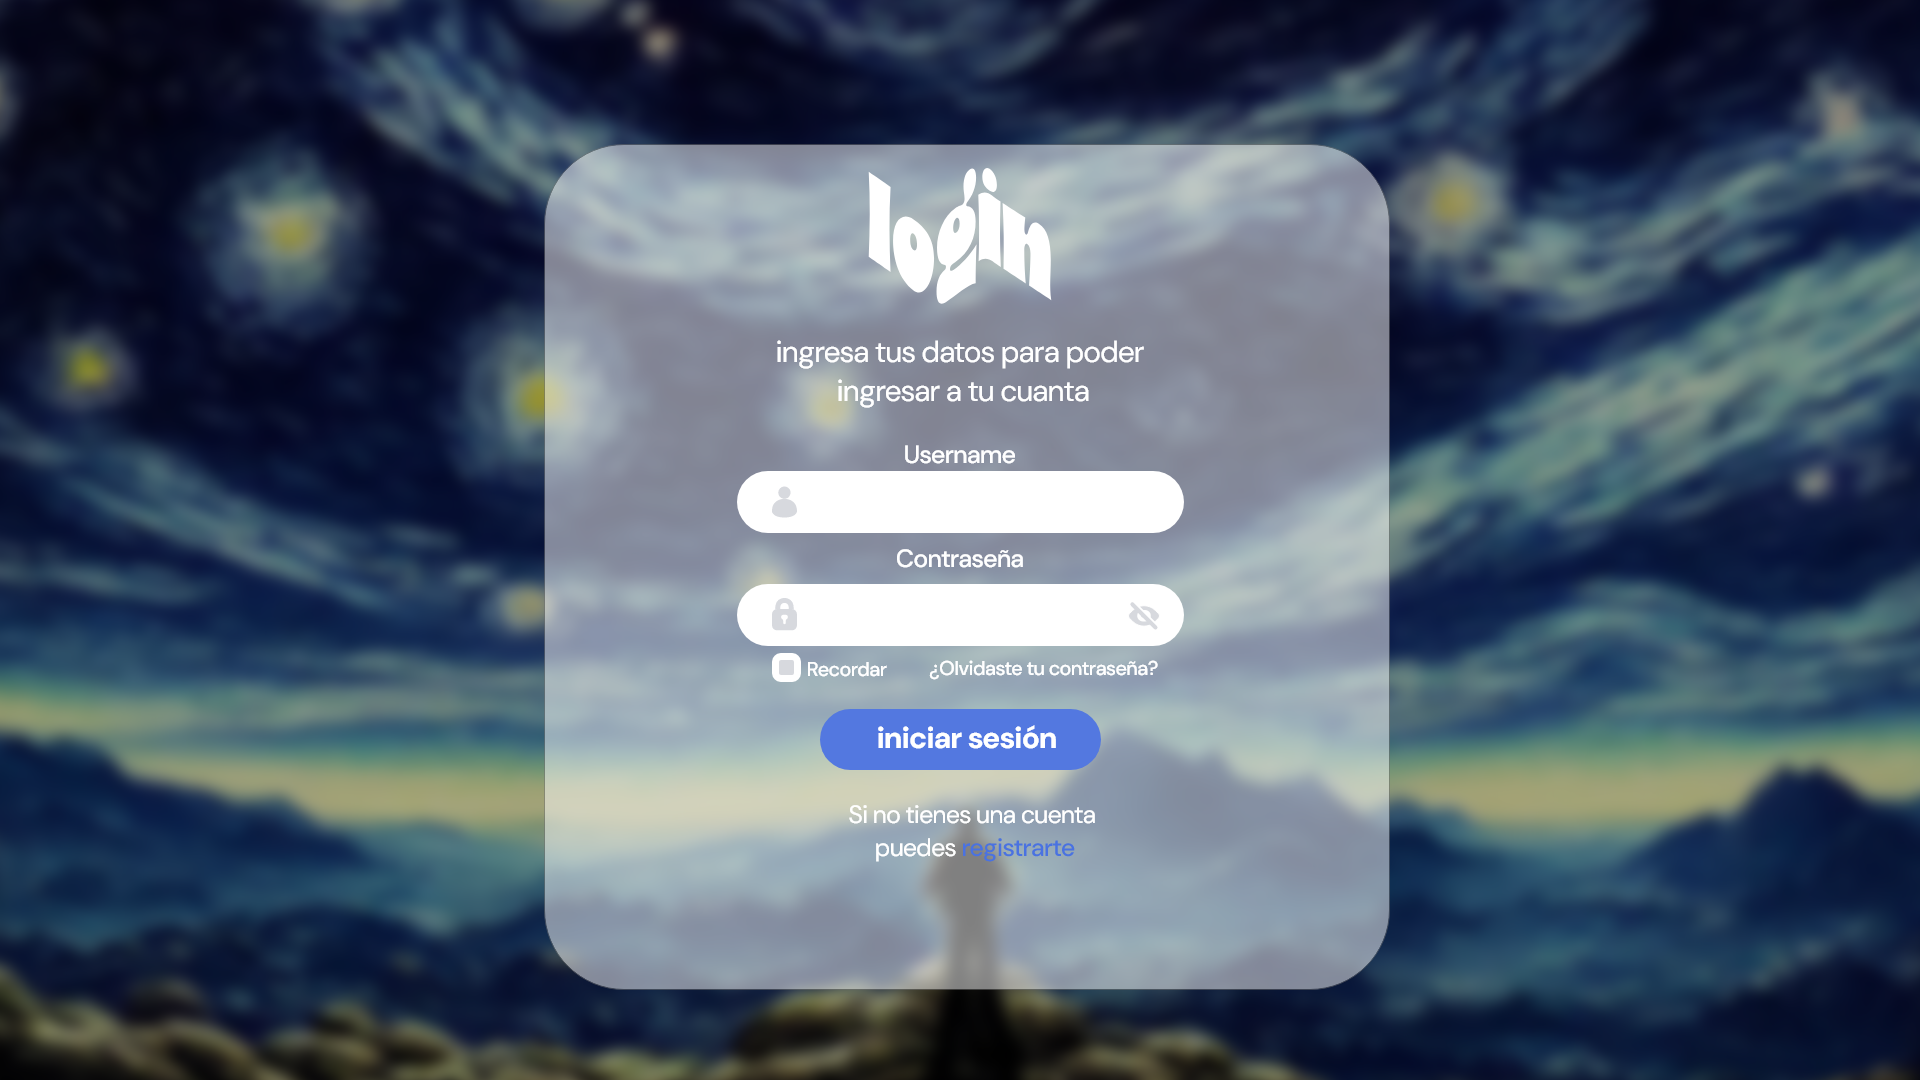 login
ingresa tus datos para poder
ingresar a tu cuanta
Username
Contraseña
Recordar
¿Olvidaste tu contraseña?
iniciar sesión
Si no tienes una cuenta
puedes registrarte